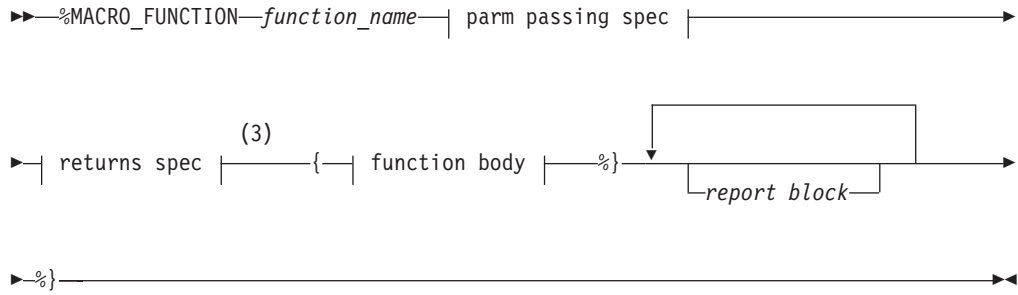 %MACRO_FUNCTION function_name parm passing spec
(3)
returns spec { function body %}
report block
%}